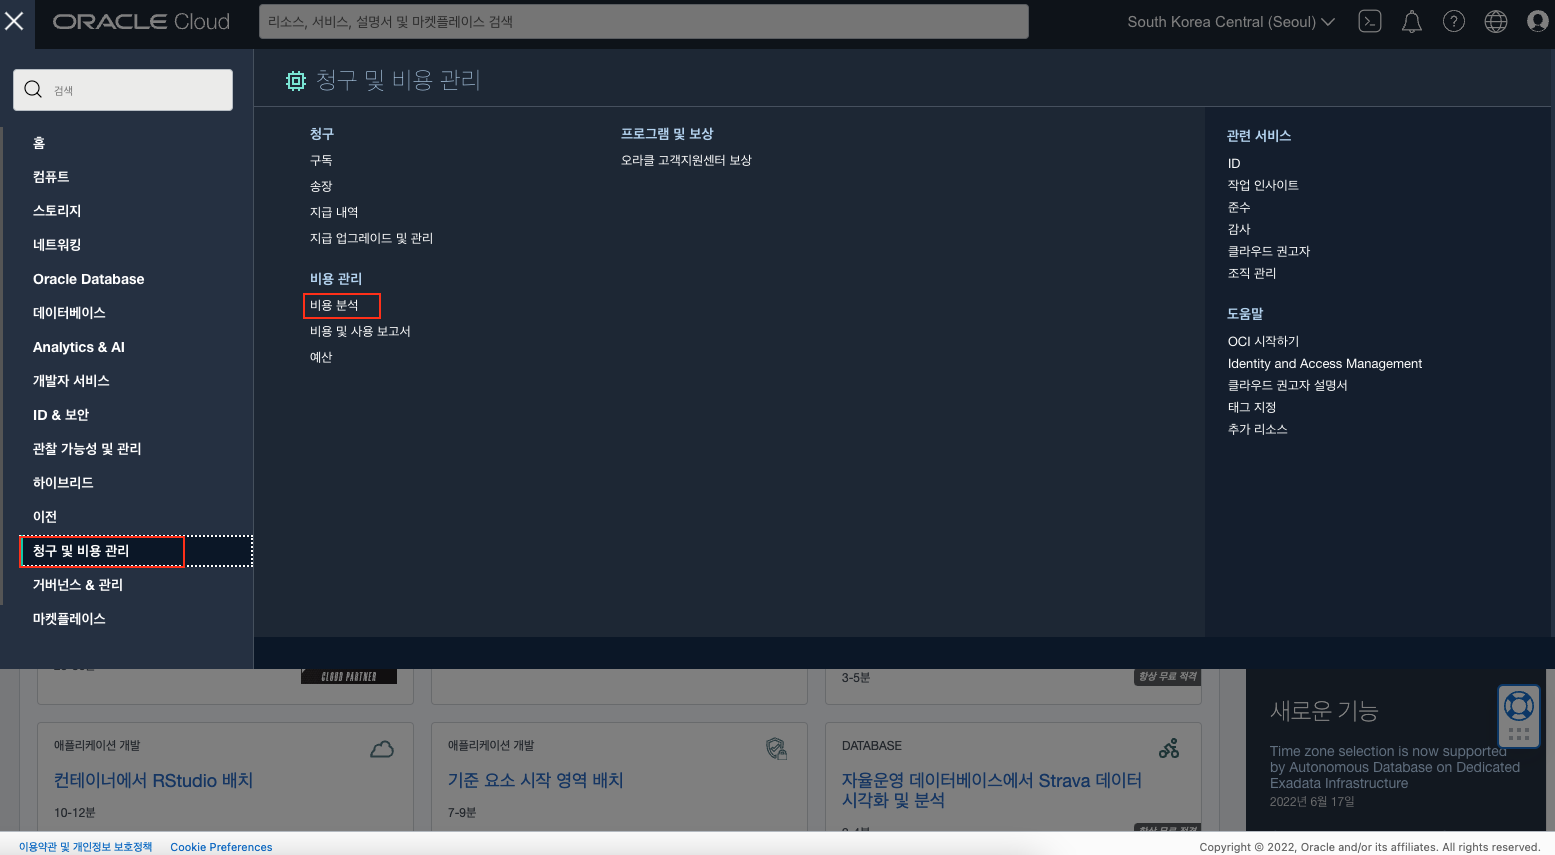 ORACLE Cloud
리소스, 서비스, 설명서 및 마켓플레이스 검색
South Korea Central (Seoul)
검색
홈
컴퓨트
스토리지
네트워킹
Oracle Database
데이터베이스
Analytics & AI
개발자 서비스
ID & 보안
관찰 가능성 및 관리
하이브리드
이전
청구 및 비용 관리
거버넌스 & 관리
마켓플레이스
청구 및 비용 관리
청구
구독
송장
지급 내역
지급 업그레이드 및 관리
비용 관리
비용 분석
비용 및 사용 보고서
예산
프로그램 및 보상
오라클 고객지원센터 보상
관련 서비스
ID
작업 인사이트
준수
감사
클라우드 권고자
조직 관리
도움말
OCI 시작하기
Identity and Access Management
클라우드 권고자 설명서
태그 지정
추가 리소스
CLOUD PARTNER
3-5분
항상 무료 적격
애플리케이션 개발
컨테이너에서 RStudio 배치
10-12분
애플리케이션 개발
기준 요소 시작 영역 배치
7-9분
DATABASE
자율운영 데이터베이스에서 Strava 데이터
시각화 및 분석
항상 무료 적격
새로운 기능
Time zone selection is now supported
by Autonomous Database on Dedicated
Exadata Infrastructure
2022년 6월 17일
이용약관 및 개인정보 보호정책
Cookie Preferences
Copyright © 2022, Oracle and/or its affiliates. All rights reserved.